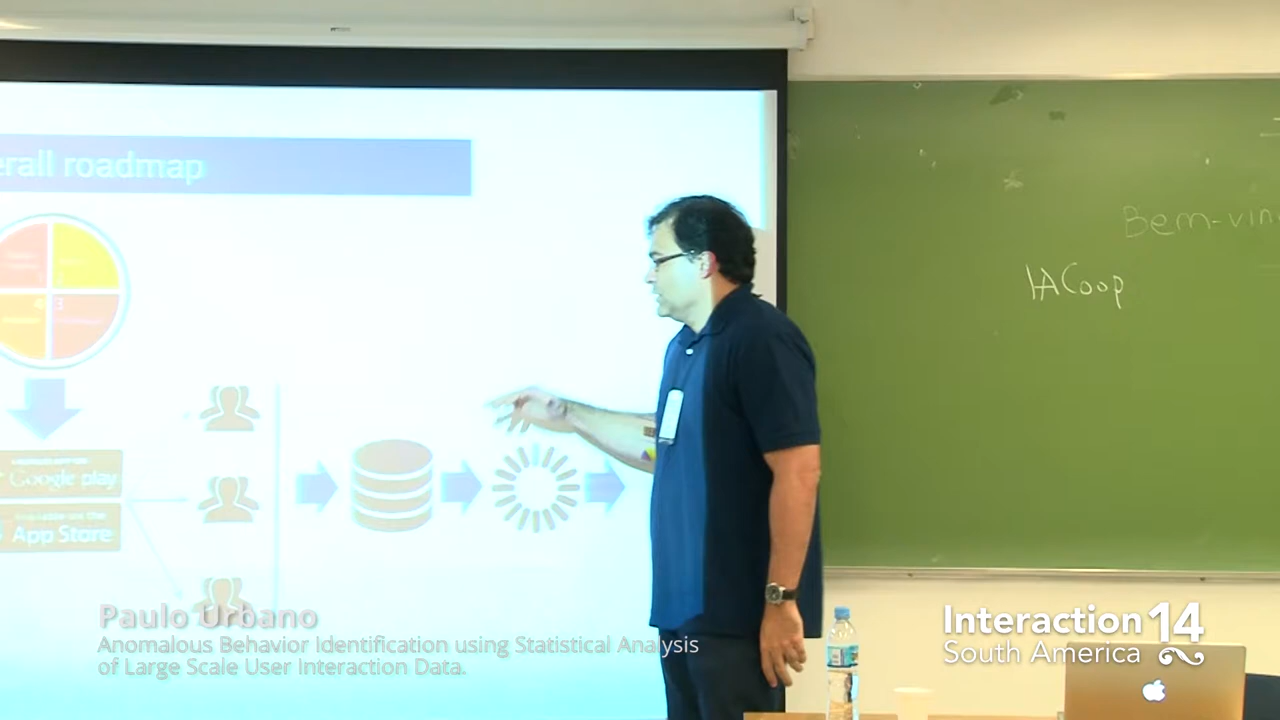 erall roadmap
Bem-vin
IACoop
Google play
App Store
Paulo Urbano
Anomalous Behavior Identification using Statistical Analysis
of Large Scale User Interaction Data.
Interaction 14
South America